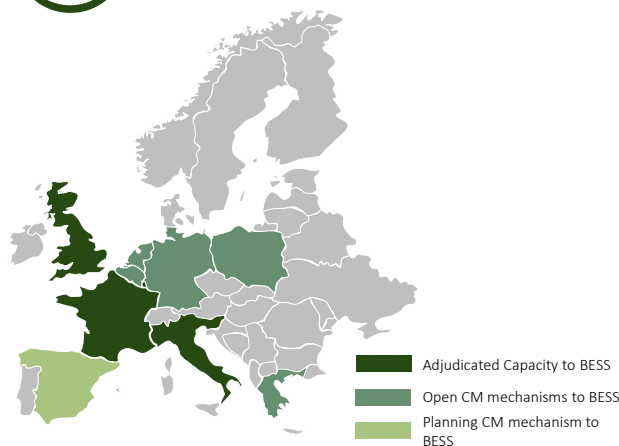 Adjudicated Capacity to BESS
Open CM mechanisms to BESS
Planning CM mechanism to
BESS